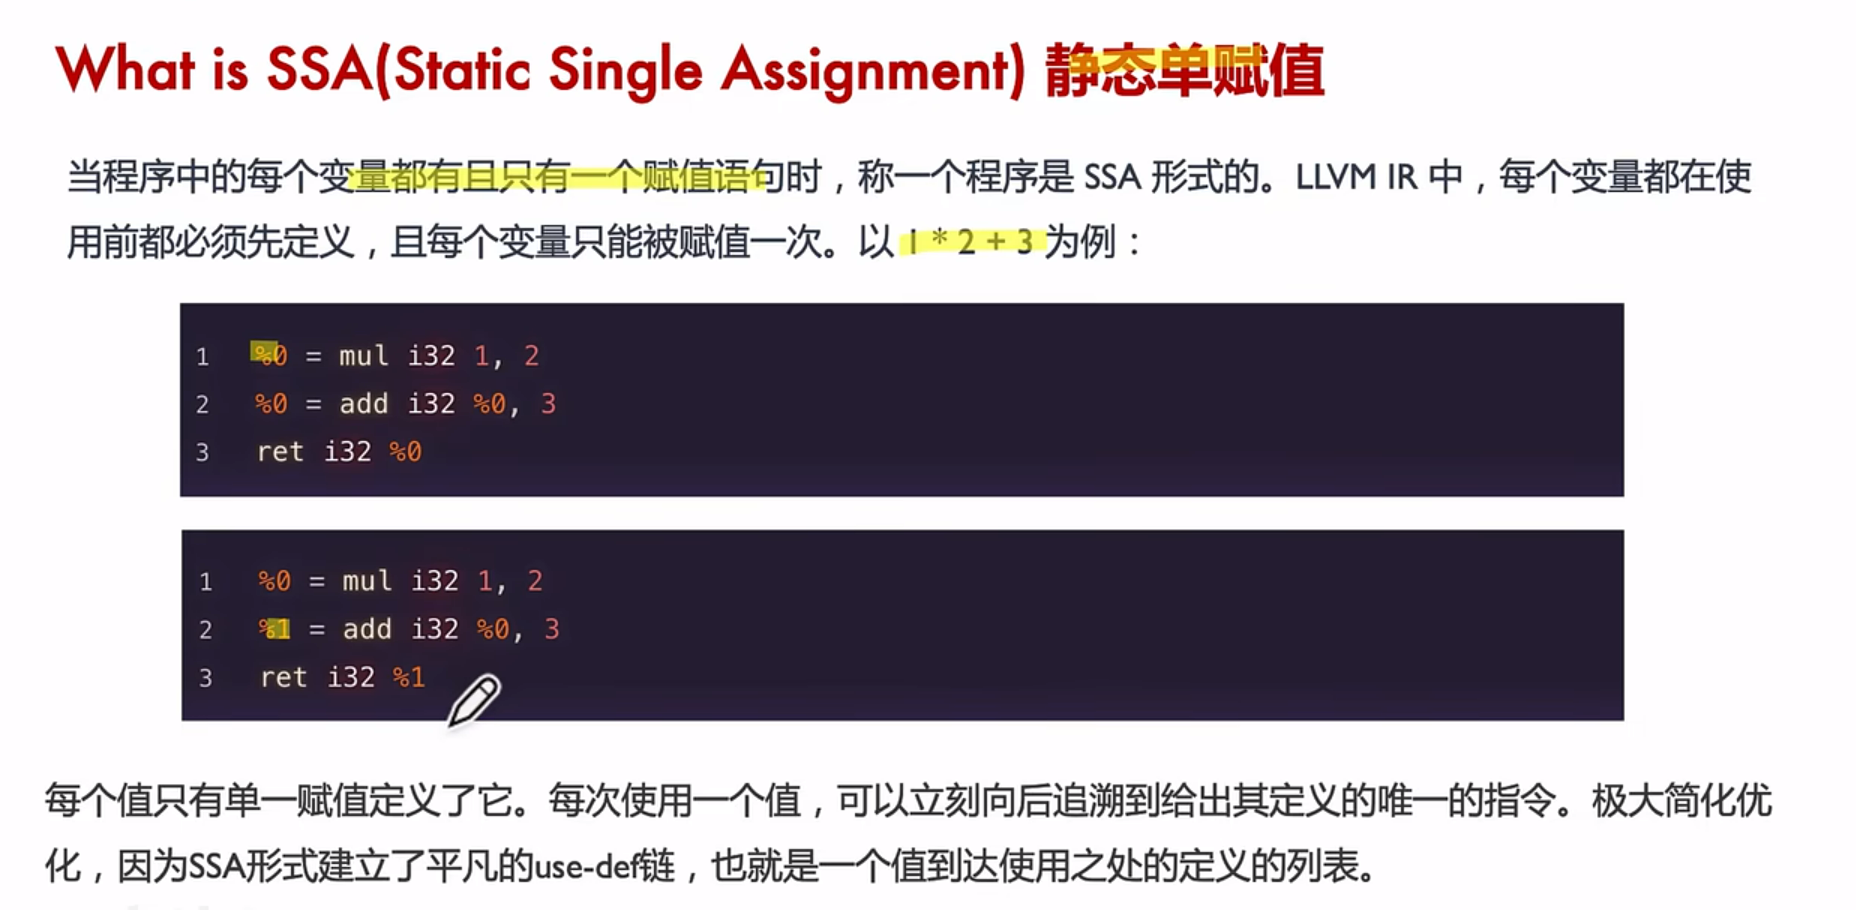 What is SSA(Static Single Assignment) 静态单赋值
当程序中的每个变量都有且只有一个赋值语句时，称一个程序是 SSA 形式的。LLVM IR 中，每个变量都在使
用前都必须先定义，且每个变量只能被赋值一次。以 1 * 2 + 3 为例：
1 %0 = mul i32 1, 2
2 %0 = add i32 %0, 3
3 ret i32 %0
1 %0 = mul i32 1, 2
2 %1 = add i32 %0, 3
3 ret i32 %1
每个值只有单一赋值定义了它。每次使用一个值，可以立刻向后追溯到给出其定义的唯一的指令。极大简化优
化，因为SSA形式建立了平凡的use-def链，也就是一个值到达使用之处的定义的列表。